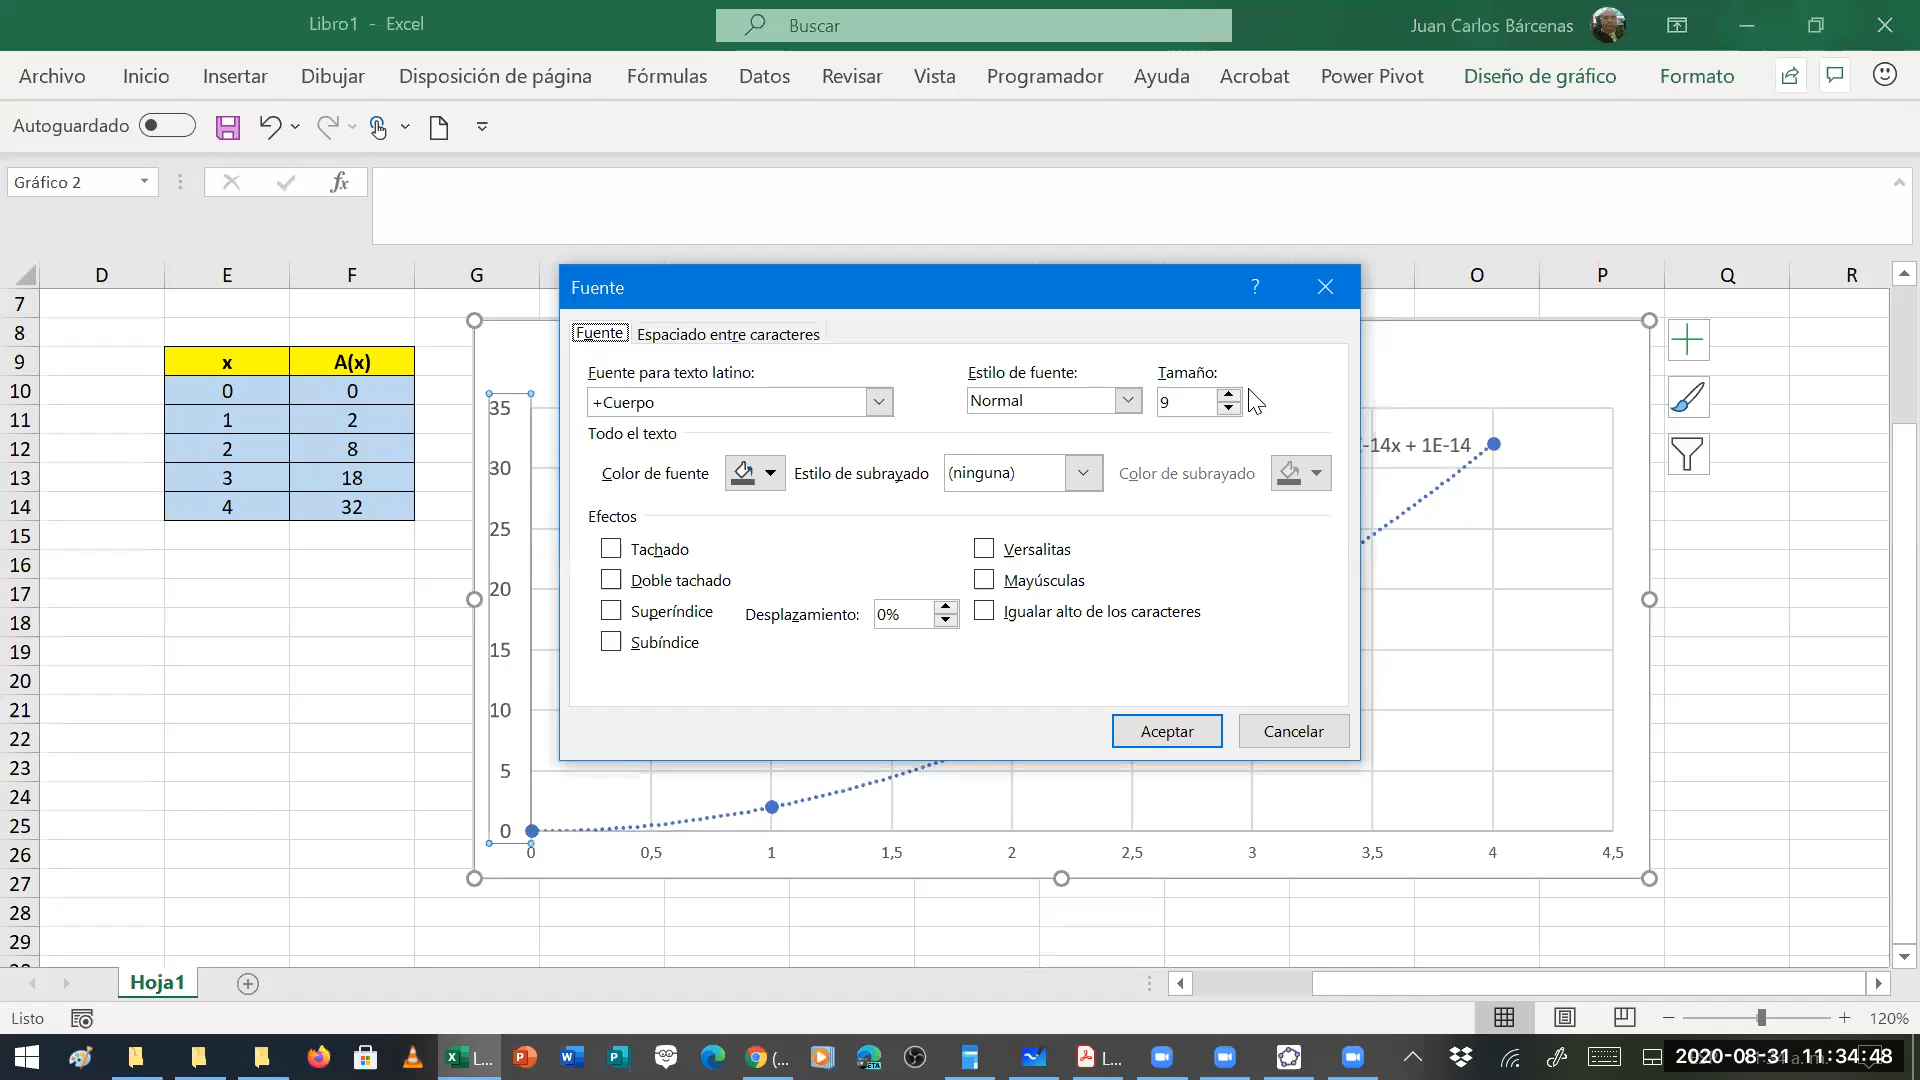 Libro1 - Excel
Buscar
Juan Carlos Bárcenas
Archivo Inicio Insertar Dibujar Disposición de página Fórmulas Datos Revisar Vista Programador Ayuda Acrobat Power Pivot Diseño de gráfico Formato
Autoguardado
Gráfico 2
fx
D E F G O P Q R
7
8
9 x A(x)
10 0 0
11 1 2
12 2 8
13 3 18
14 4 32
15
16
17
18
19
20
21
22
23
24
25
26
27
28
29
Fuente
?
Fuente Espaciado entre caracteres
Fuente para texto latino: Estilo de fuente: Tamaño:
+Cuerpo Normal 9
Todo el texto
Color de fuente Estilo de subrayado (ninguna) Color de subrayado
Efectos
Tachado Versalitas
Doble tachado Mayúsculas
Superíndice Desplazamiento: 0% Igualar alto de los caracteres
Subíndice
Aceptar Cancelar
35
30
25
20
15
10
5
0
-14x + 1E-14
0 0,5 1 1,5 2 2,5 3 3,5 4 4,5
Hoja1
Listo
120%
L... (... L...
2020-08-31 11:34:48